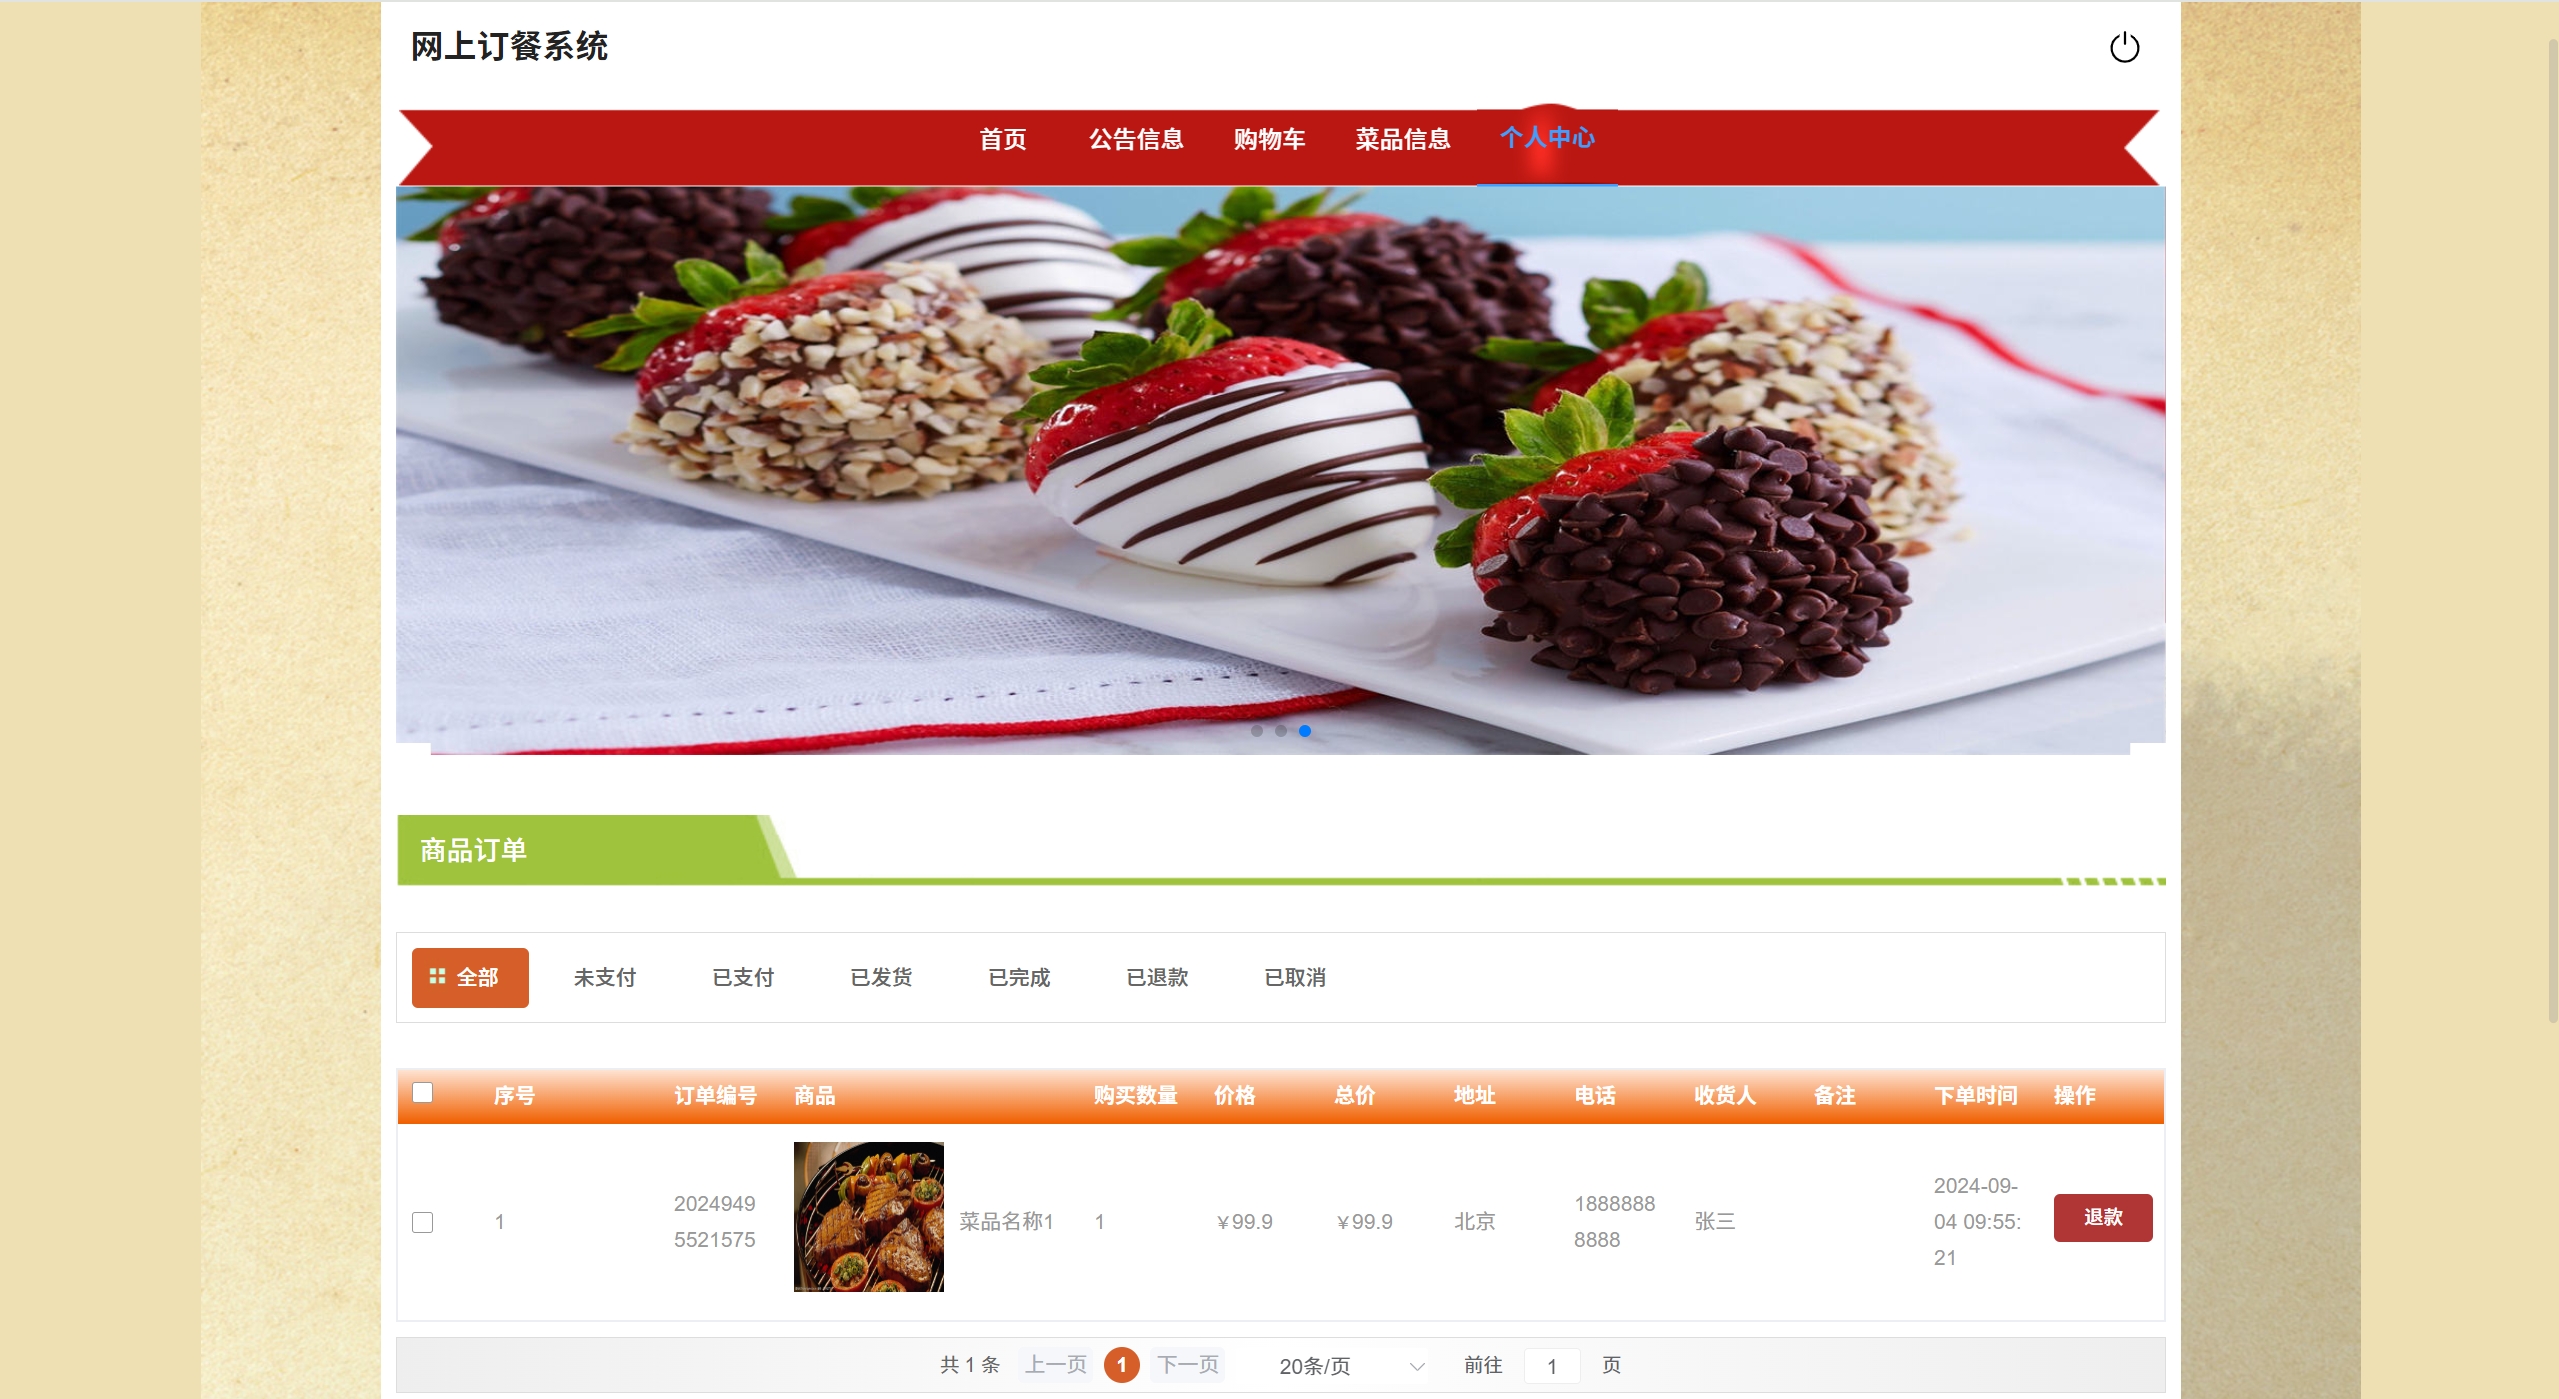 网上订餐系统
首页 公告信息 购物车 菜品信息 个人中心
商品订单
全部 未支付 已支付 已发货 已完成 已退款 已取消
序号 订单编号 商品 购买数量 价格 总价 地址 电话 收货人 备注 下单时间 操作
1 2024949 菜品名称1 1 ￥99.9 ￥99.9 北京 1888888 张三 2024-09- 退款
5521575 8888 04 09:55:
21
共 1 条 上一页 1 下一页 20条/页 前往 1 页